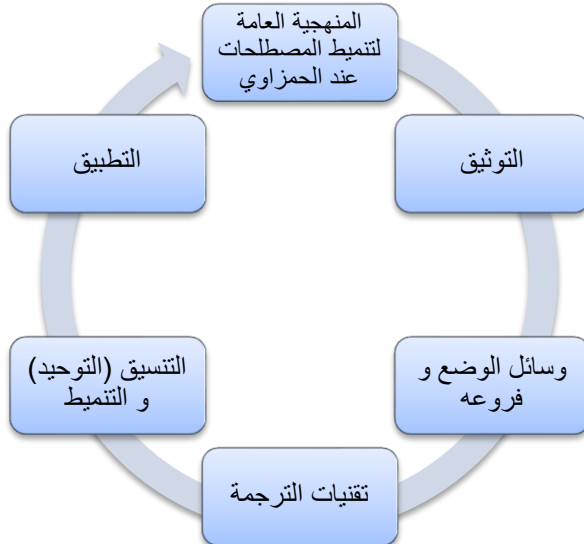 المنهجية العامة
لتنميط المصطلحات
عند الحمزاوي
التوثيق
وسائل الوضع و
فروعه
تقنيات الترجمة
التنسيق (التوحيد)
و التنميط
التطبيق